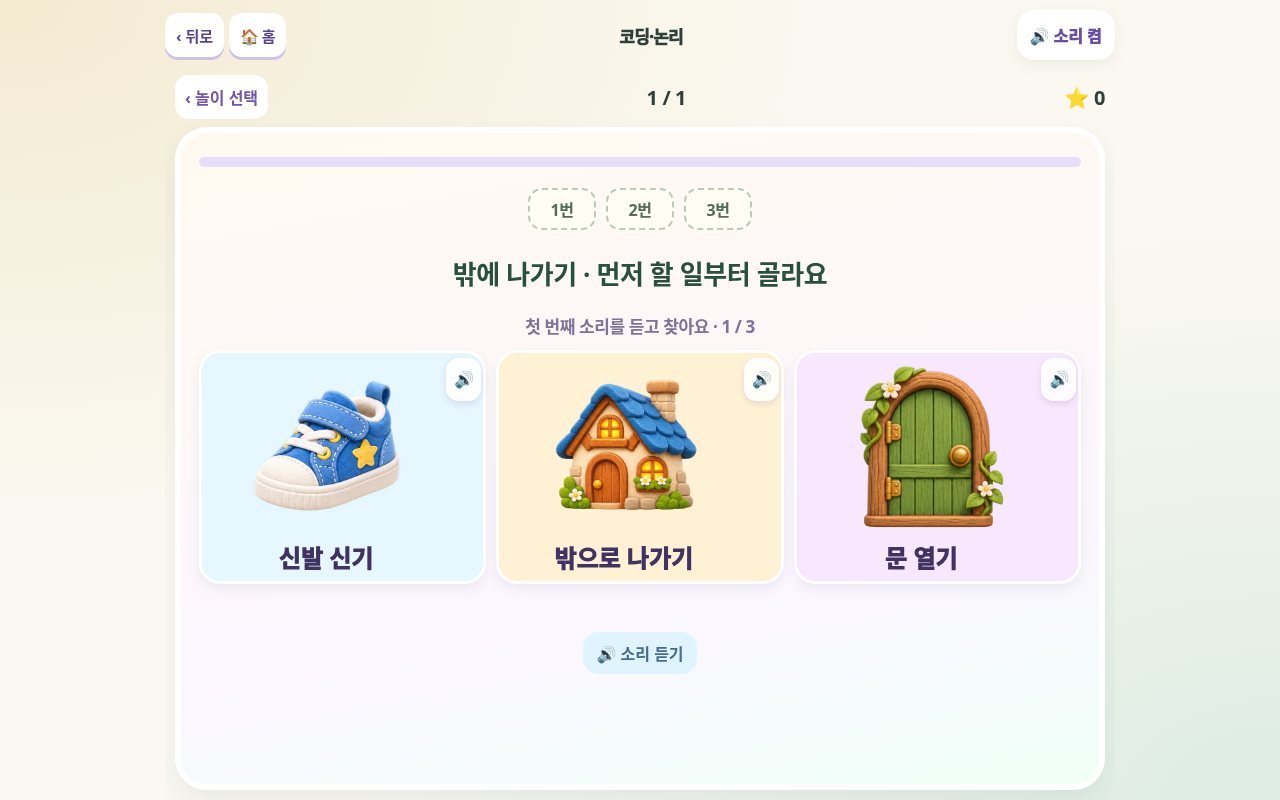 ‹ 뒤로
🏠 홈
코딩·논리
🔊 소리 켬
‹ 놀이 선택
1 / 1
⭐ 0
1번
2번
3번
밖에 나가기 · 먼저 할 일부터 골라요
첫 번째 소리를 듣고 찾아요 · 1 / 3
신발 신기
밖으로 나가기
문 열기
🔊 소리 듣기